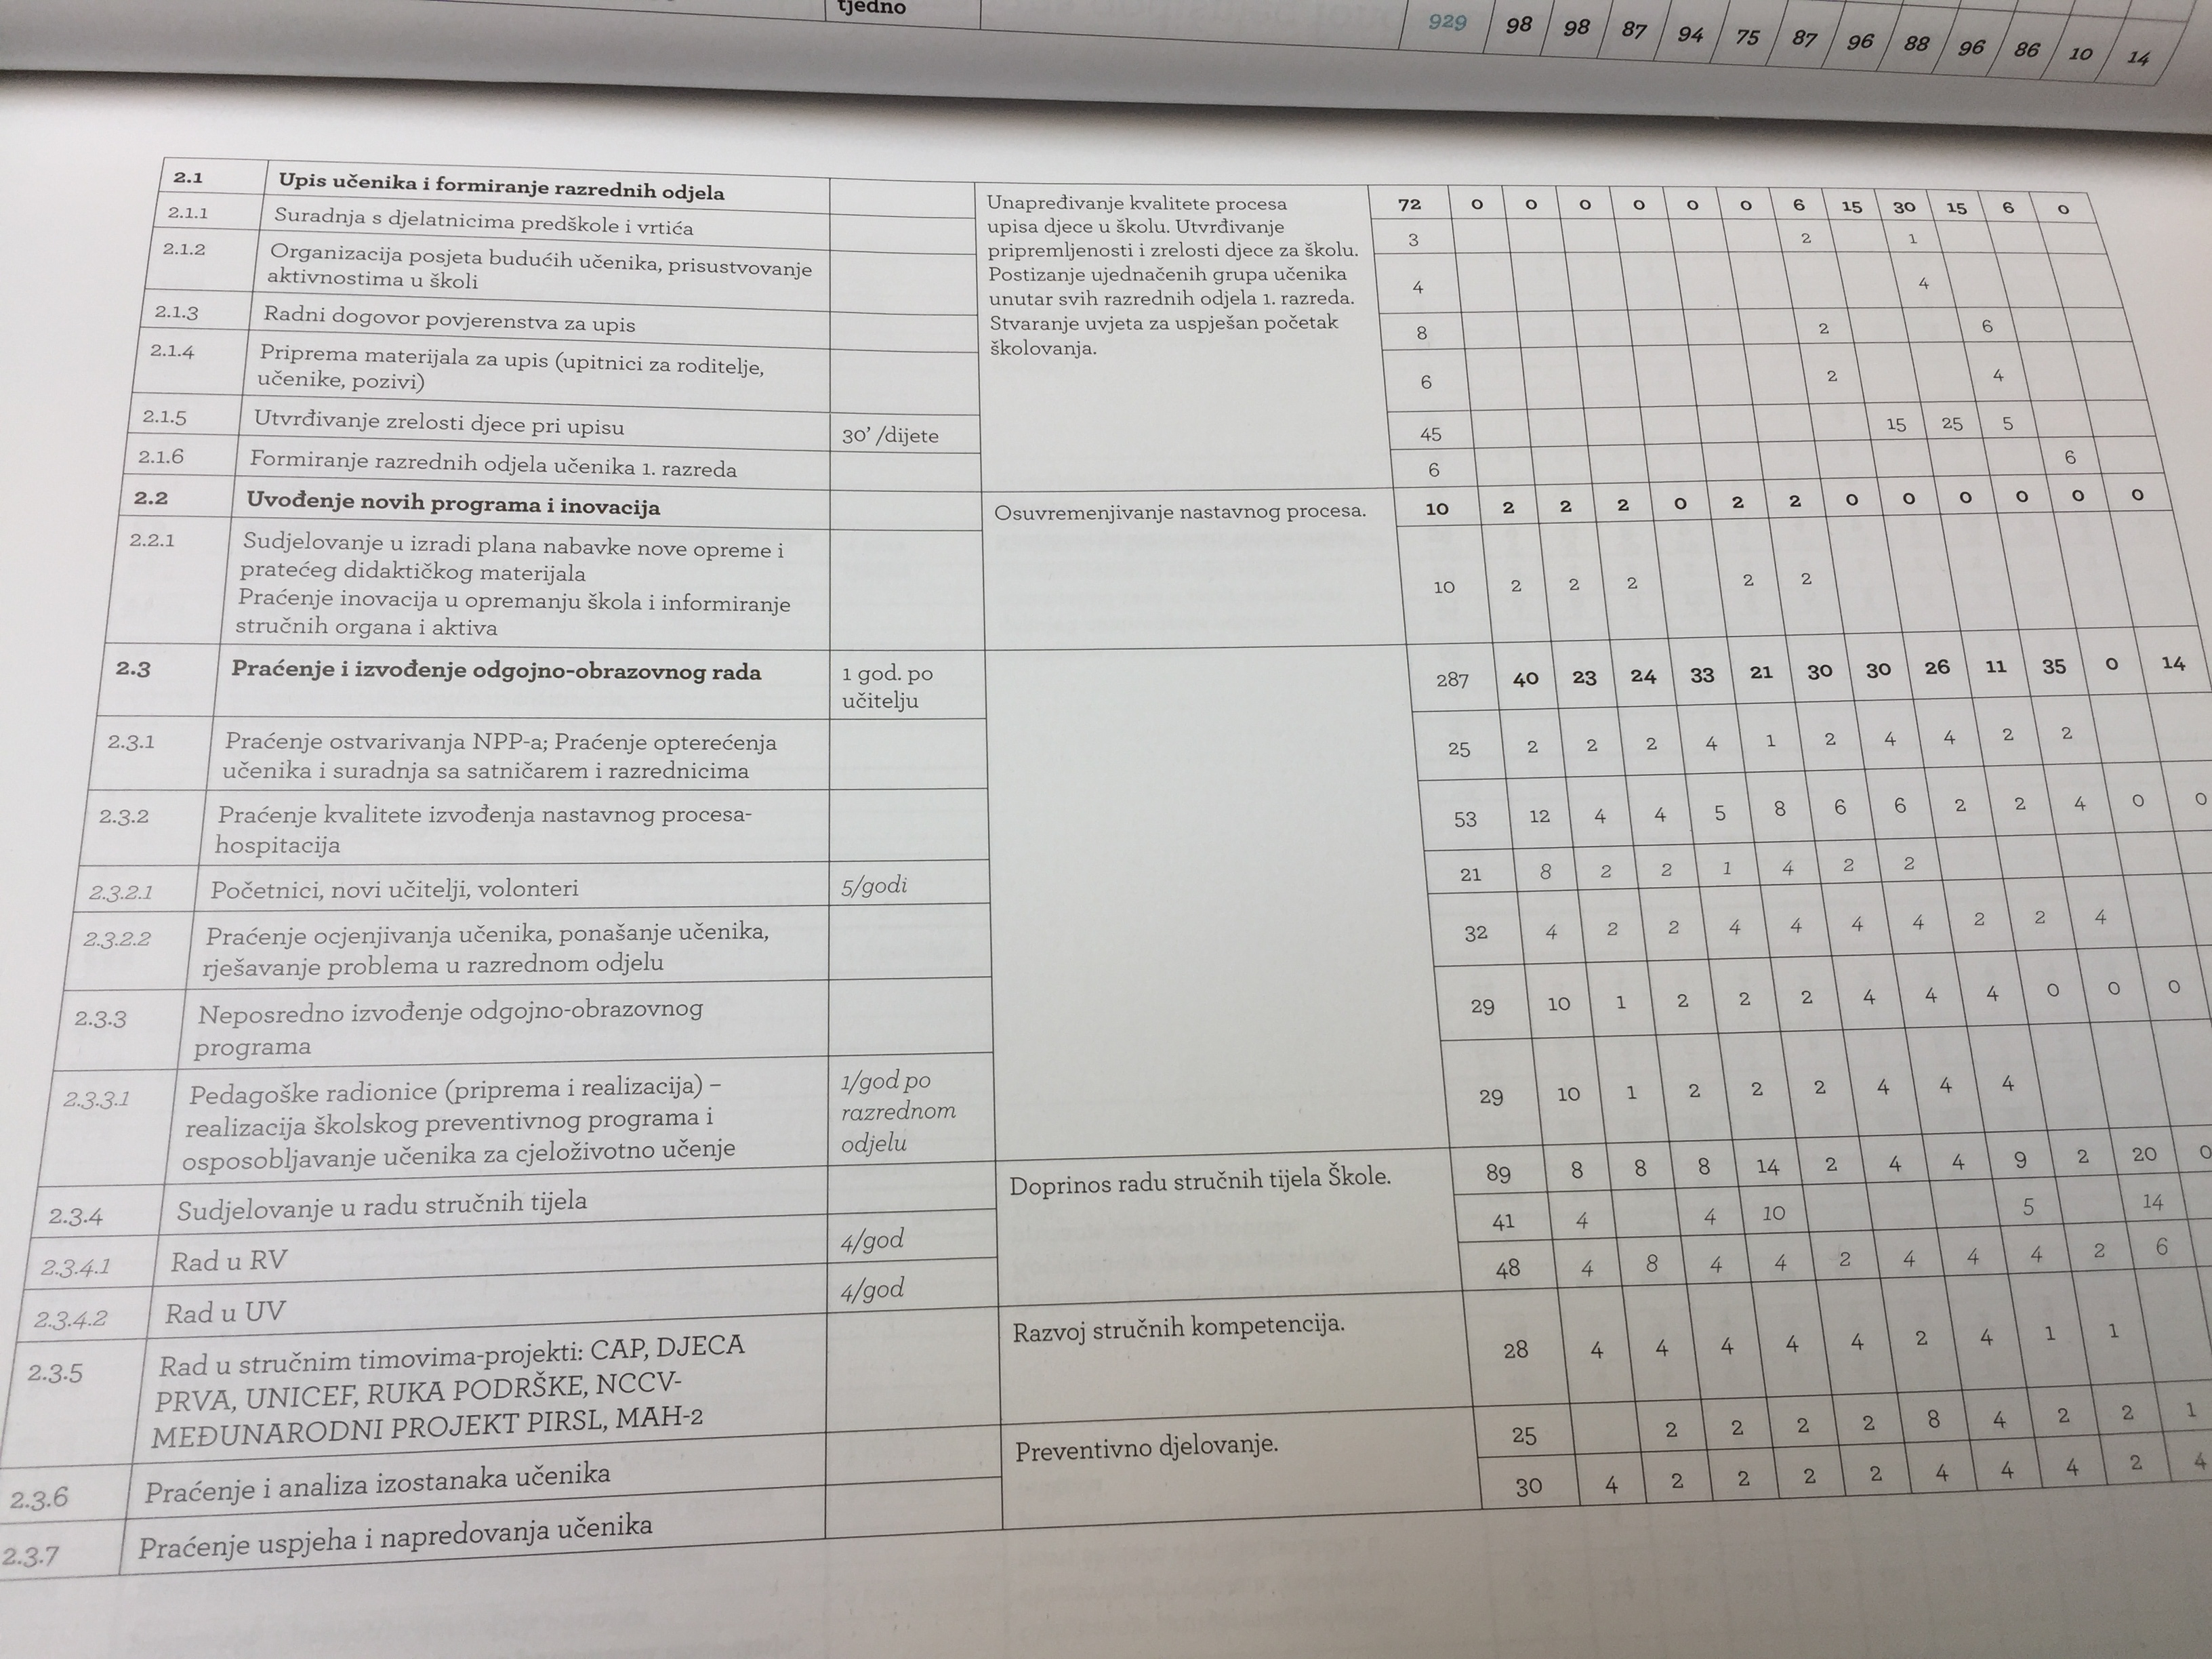 tjedno 929 98 98 87 94 75 87 96 88 96 86 10 14
2.1 Upis učenika i formiranje razrednih odjela Unapređivanje kvalitete procesa 72 0 0 0 0 0 0 6 15 30 15 6 0
upisa djece u školu. Utvrđivanje
2.1.1 Suradnja s djelatnicima predškole i vrtića pripremljenosti i zrelosti djece za školu. 3 2 1
2.1.2 Organizacija posjeta budućih učenika, prisustvovanje Postizanje ujednačenih grupa učenika 4 4
aktivnostima u školi unutar svih razrednih odjela 1. razreda.
2.1.3 Radni dogovor povjerenstva za upis Stvaranje uvjeta za uspješan početak 8 2 6
školovanja.
2.1.4 Priprema materijala za upis (upitnici za roditelje, 6 2 4
učenike, pozivi)
2.1.5 Utvrđivanje zrelosti djece pri upisu 30’ /dijete 45 15 25 5
2.1.6 Formiranje razrednih odjela učenika 1. razreda 6 6
2.2 Uvođenje novih programa i inovacija Osuvremenjivanje nastavnog procesa. 10 2 2 2 0 2 2 0 0 0 0 0 0
2.2.1 Sudjelovanje u izradi plana nabavke nove opreme i
pratećeg didaktičkog materijala 10 2 2 2 2 2
Praćenje inovacija u opremanju škola i informiranje
stručnih organa i aktiva
2.3 Praćenje i izvođenje odgojno-obrazovnog rada 1 god. po 287 40 23 24 33 21 30 30 26 11 35 0 14
učitelju
2.3.1 Praćenje ostvarivanja NPP-a; Praćenje opterećenja 25 2 2 2 4 1 2 4 4 2 2
učenika i suradnja sa satničarem i razrednicima
2.3.2 Praćenje kvalitete izvođenja nastavnog procesa- 53 12 4 4 5 8 6 6 2 2 4 0 0
hospitacija
2.3.2.1 Početnici, novi učitelji, volonteri 5/godi 21 8 2 2 1 4 2 2
2.3.2.2 Praćenje ocjenjivanja učenika, ponašanje učenika, 32 4 2 2 4 4 4 4 2 2 4
rješavanje problema u razrednom odjelu
2.3.3 Neposredno izvođenje odgojno-obrazovnog 29 10 1 2 2 2 4 4 4 0 0 0
programa
2.3.3.1 Pedagoške radionice (priprema i realizacija) – 1/god po 29 10 1 2 2 2 4 4 4
realizacija školskog preventivnog programa i razrednom
osposobljavanje učenika za cjeloživotno učenje odjelu
2.3.4 Sudjelovanje u radu stručnih tijela Doprinos radu stručnih tijela Škole. 89 8 8 8 14 2 4 4 9 2 20 0
2.3.4.1 Rad u RV 4/god 41 4 4 10 5 14
2.3.4.2 Rad u UV 4/god 48 4 8 4 4 2 4 4 4 2 6
2.3.5 Rad u stručnim timovima-projekti: CAP, DJECA Razvoj stručnih kompetencija. 28 4 4 4 4 4 2 4 1 1
PRVA, UNICEF, RUKA PODRŠKE, NCCV-
MEĐUNARODNI PROJEKT PIRSL, MAH-2
2.3.6 Praćenje i analiza izostanaka učenika Preventivno djelovanje. 25 2 2 2 2 8 4 2 2 1
2.3.7 Praćenje uspjeha i napredovanja učenika 30 4 2 2 2 2 4 4 4 2 4